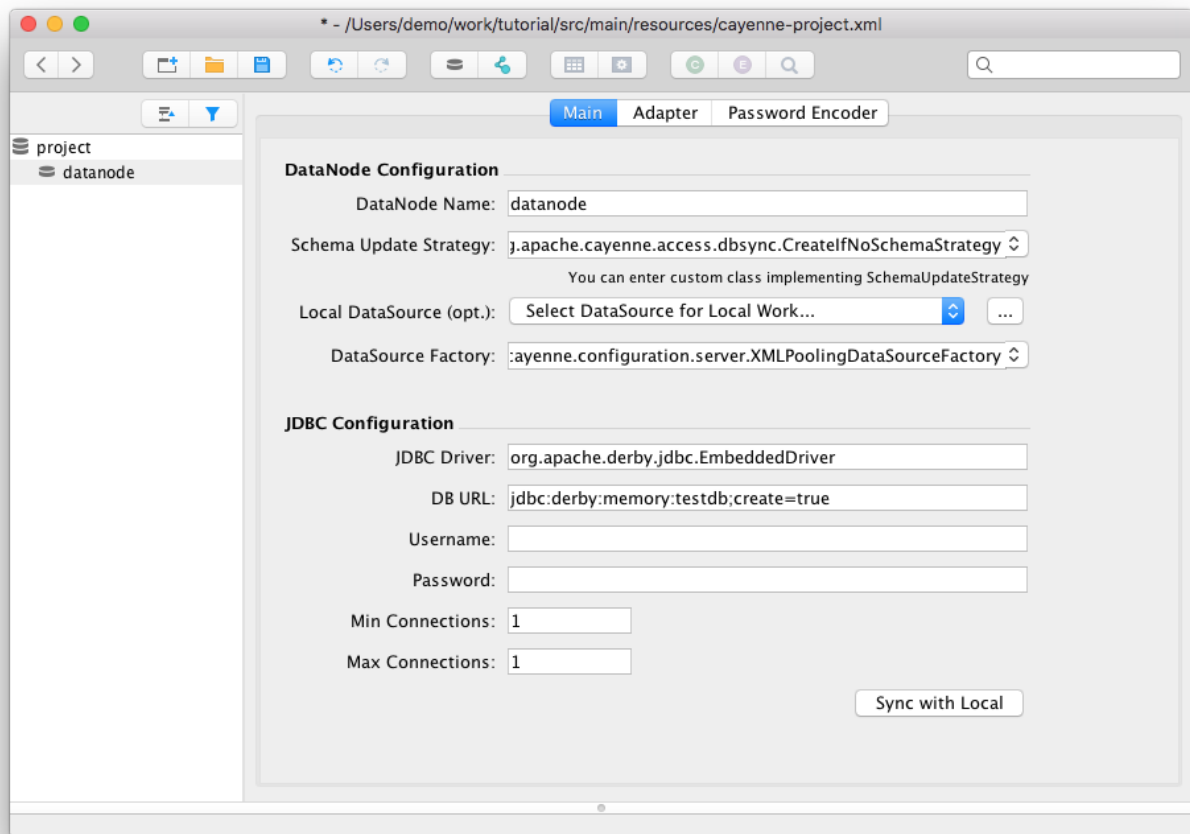 * - /Users/demo/work/tutorial/src/main/resources/cayenne-project.xml
C E
Main Adapter Password Encoder
project
datanode
DataNode Configuration
DataNode Name: datanode
Schema Update Strategy: g.apache.cayenne.access.dbsync.CreateIfNoSchemaStrategy
You can enter custom class implementing SchemaUpdateStrategy
Local DataSource (opt.): Select DataSource for Local Work... ...
DataSource Factory: cayenne.configuration.server.XMLPoolingDataSourceFactory
JDBC Configuration
JDBC Driver: org.apache.derby.jdbc.EmbeddedDriver
DB URL: jdbc:derby:memory:testdb;create=true
Username:
Password:
Min Connections: 1
Max Connections: 1
Sync with Local